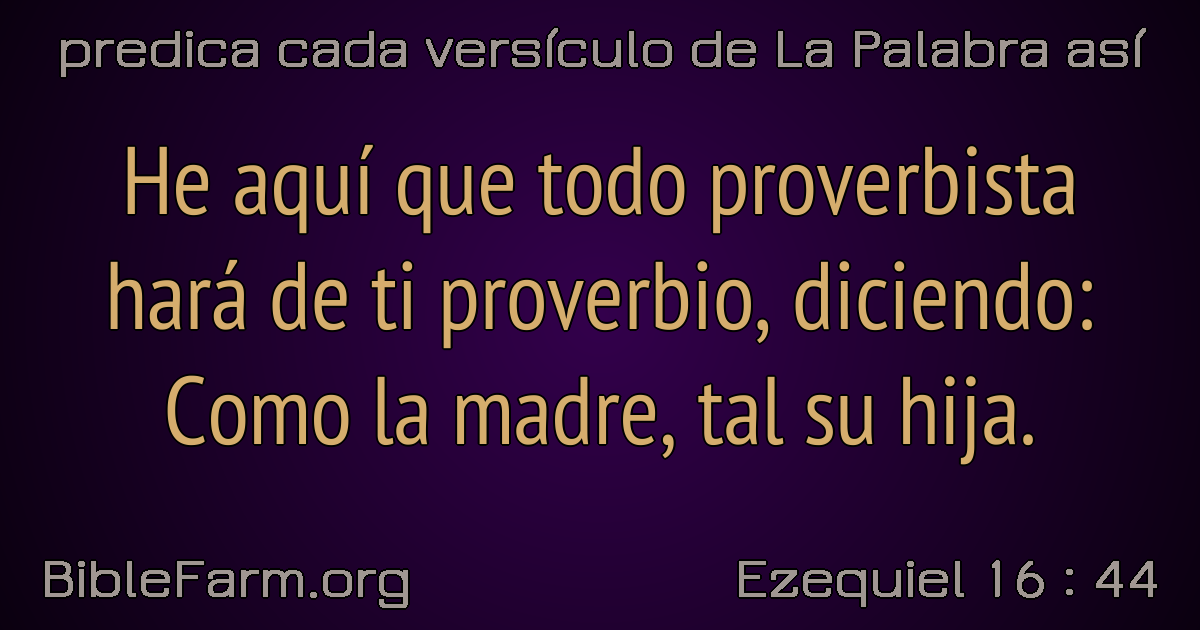 predica cada versículo de La Palabra así
He aquí que todo proverbista
hará de ti proverbio, diciendo:
Como la madre, tal su hija.
BibleFarm.org
Ezequiel 16 : 44